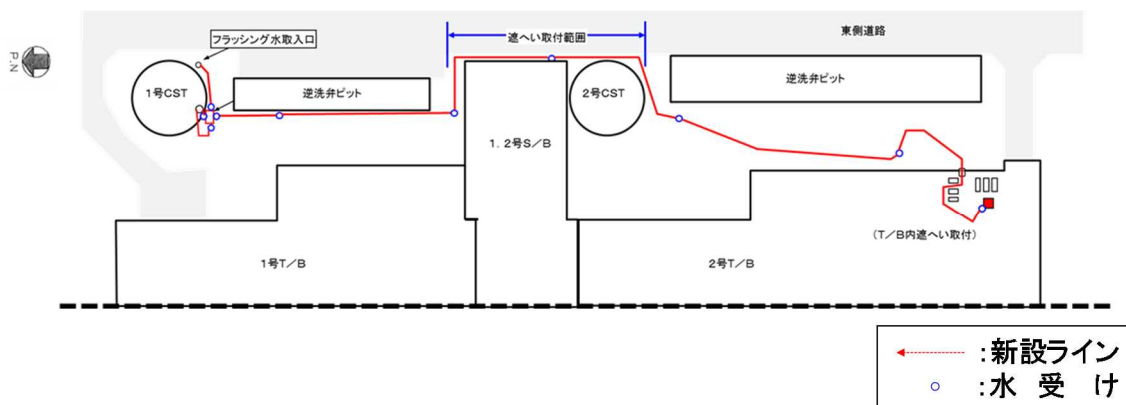 フラッシング水取入口
遮へい取付範囲
東側道路
P.N
1号CST
逆洗弁ピット
2号CST
逆洗弁ピット
1. 2号S/B
(T/B内遮へい取付)
1号T/B
2号T/B
:新設ライン
:水 受 け